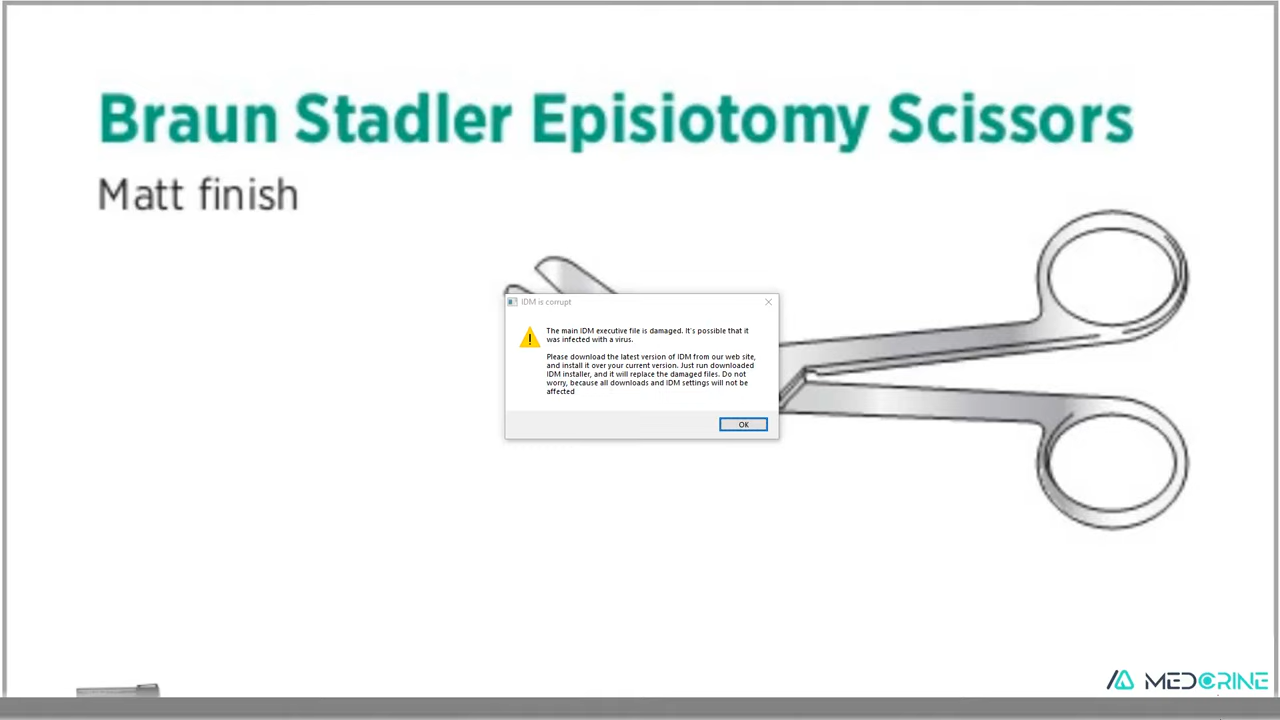 Braun Stadler Episiotomy Scissors
Matt finish
IDM is corrupt
The main IDM executive file is damaged. It's possible that it
was infected with a virus.
Please download the latest version of IDM from our web site,
and install it over your current version. Just run downloaded
IDM installer, and it will replace the damaged files. Do not
worry, because all downloads and IDM settings will not be
affected
OK
MEDCRINE